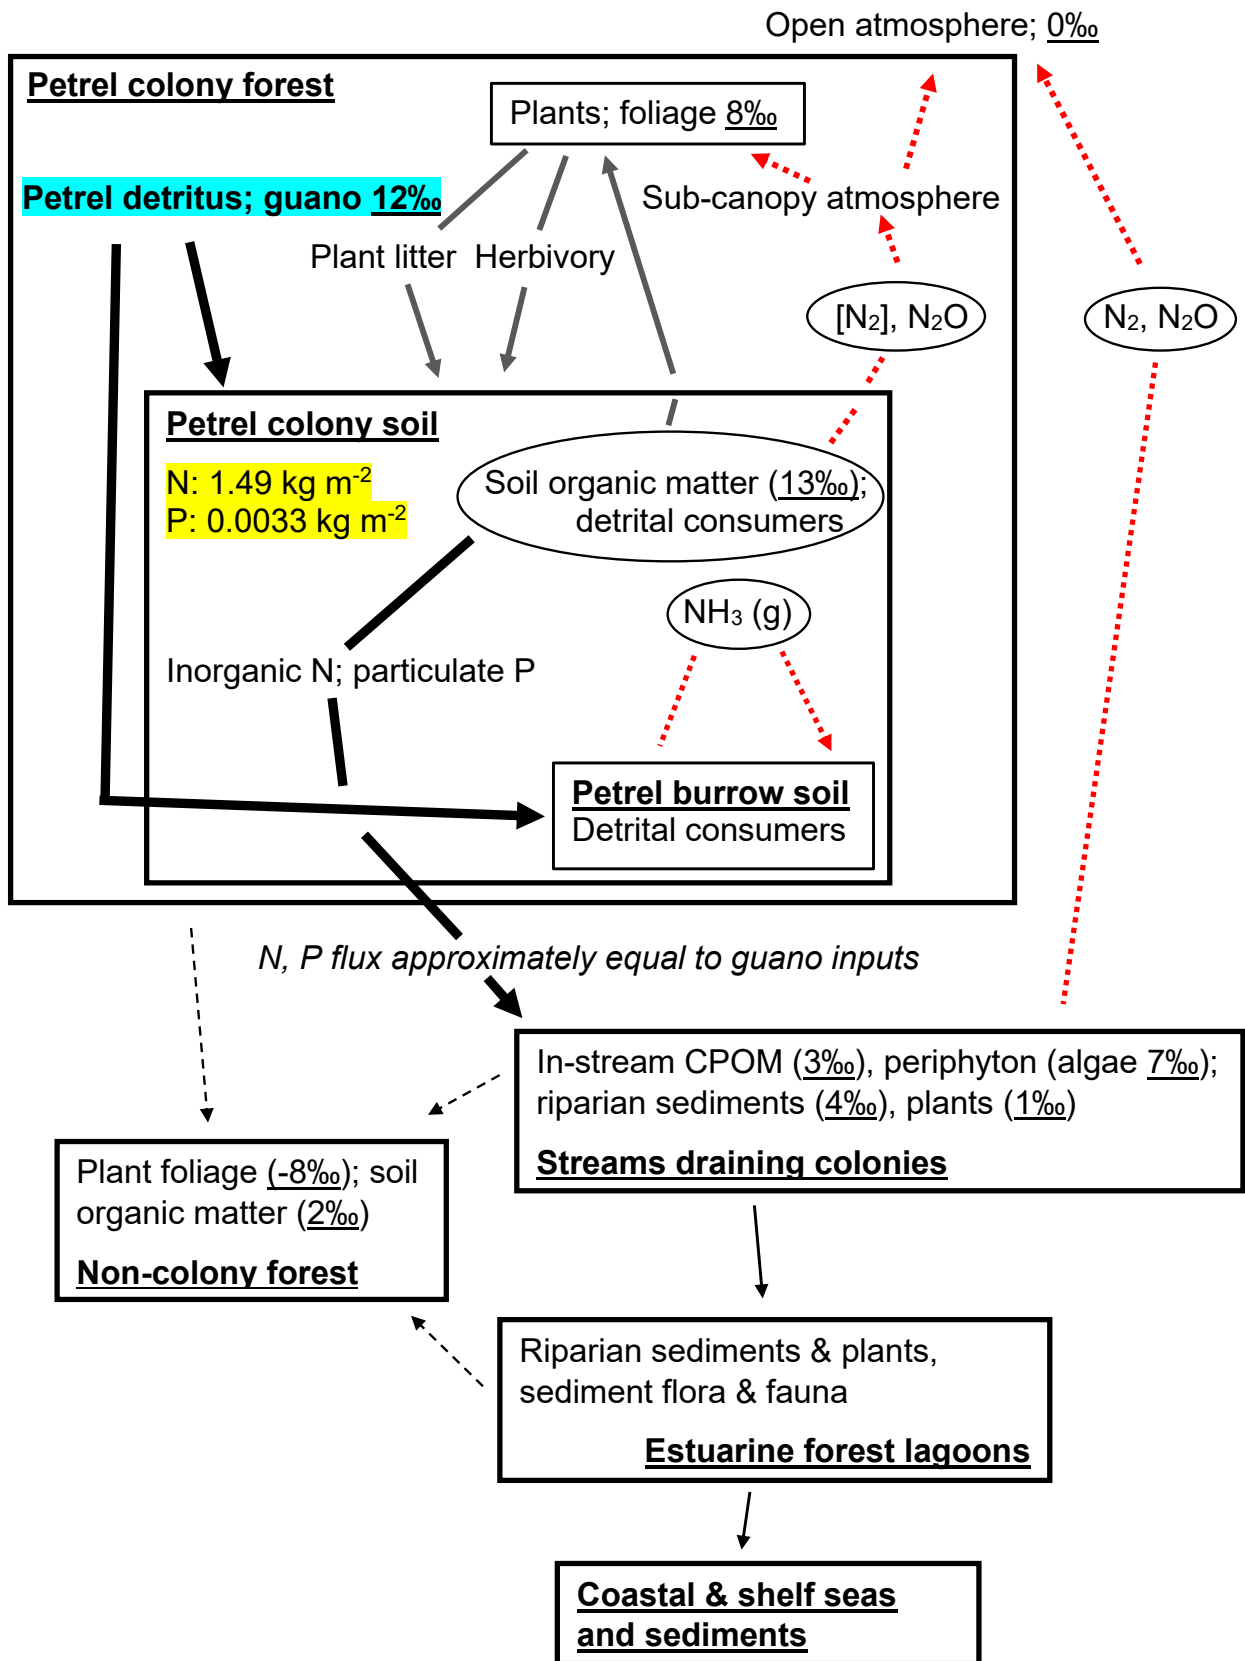 Open atmosphere; 0‰
Petrel colony forest
Plants; foliage 8‰
Petrel detritus; guano 12‰
Sub-canopy atmosphere
Plant litter
Herbivory
[N₂], N₂O
N₂, N₂O
Petrel colony soil
N: 1.49 kg m⁻²
P: 0.0033 kg m⁻²
Soil organic matter (13‰);
detrital consumers
NH₃ (g)
Inorganic N; particulate P
Petrel burrow soil
Detrital consumers
N, P flux approximately equal to guano inputs
In-stream CPOM (3‰), periphyton (algae 7‰);
riparian sediments (4‰), plants (1‰)
Streams draining colonies
Plant foliage (-8‰); soil
organic matter (2‰)
Non-colony forest
Riparian sediments & plants,
sediment flora & fauna
Estuarine forest lagoons
Coastal & shelf seas
and sediments